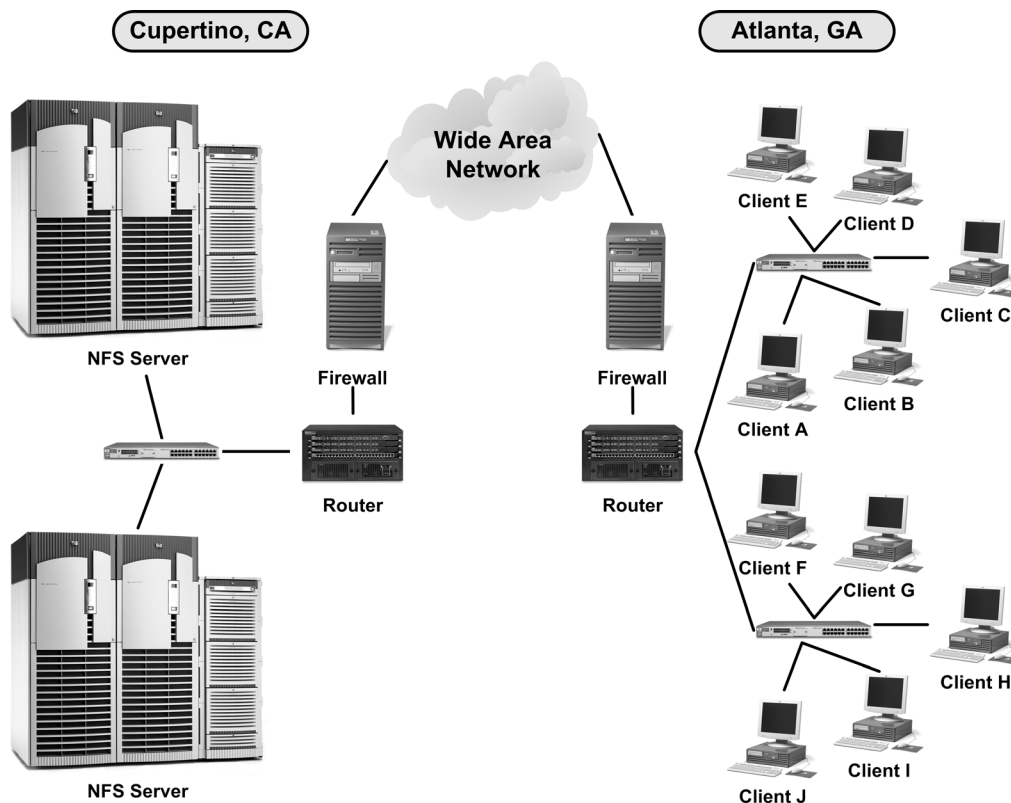 Cupertino, CA
Atlanta, GA
Wide Area
Network
Client E
Client D
Client C
NFS Server
Firewall
Firewall
Client A
Client B
Router
Router
Client F
Client G
Client H
NFS Server
Client J
Client I